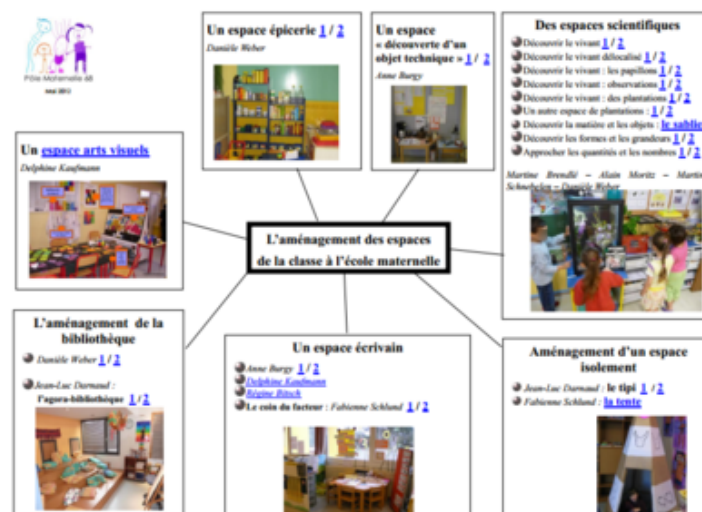 Pôle Maternelle 68
Mai 2012
Un espace épicerie 1 / 2
Danièle Weber
Un espace
« découverte d'un
objet technique » 1 / 2
Anne Burgy
Des espaces scientifiques
Découvrir le vivant 1 / 2
Découvrir le vivant délocalisé 1 / 2
Découvrir le vivant : les papillons 1 / 2
Découvrir le vivant : observations 1 / 2
Découvrir le vivant : des plantations 1 / 2
Un autre espace de plantations : 1 / 2
Découvrir la matière et les objets : le sablie
Découvrir les formes et les grandeurs 1 / 2
Approcher les quantités et les nombres 1 / 2
Martine Brendlé – Alain Moritz – Martin
Schnebelen – Danièle Weber
Un espace arts visuels
Delphine Kaufmann
L'aménagement des espaces
de la classe à l'école maternelle
L'aménagement de la
bibliothèque
Danièle Weber 1 / 2
Jean-Luc Darnaud :
l'agora-bibliothèque 1 / 2
Un espace écrivain
Anne Burgy 1 / 2
Delphine Kaufmann
Régine Bitsch
Le coin du facteur : Fabienne Schlund 1 / 2
Aménagement d'un espace
isolement
Jean-Luc Darnaud : le tipi 1 / 2
Fabienne Schlund : la tente